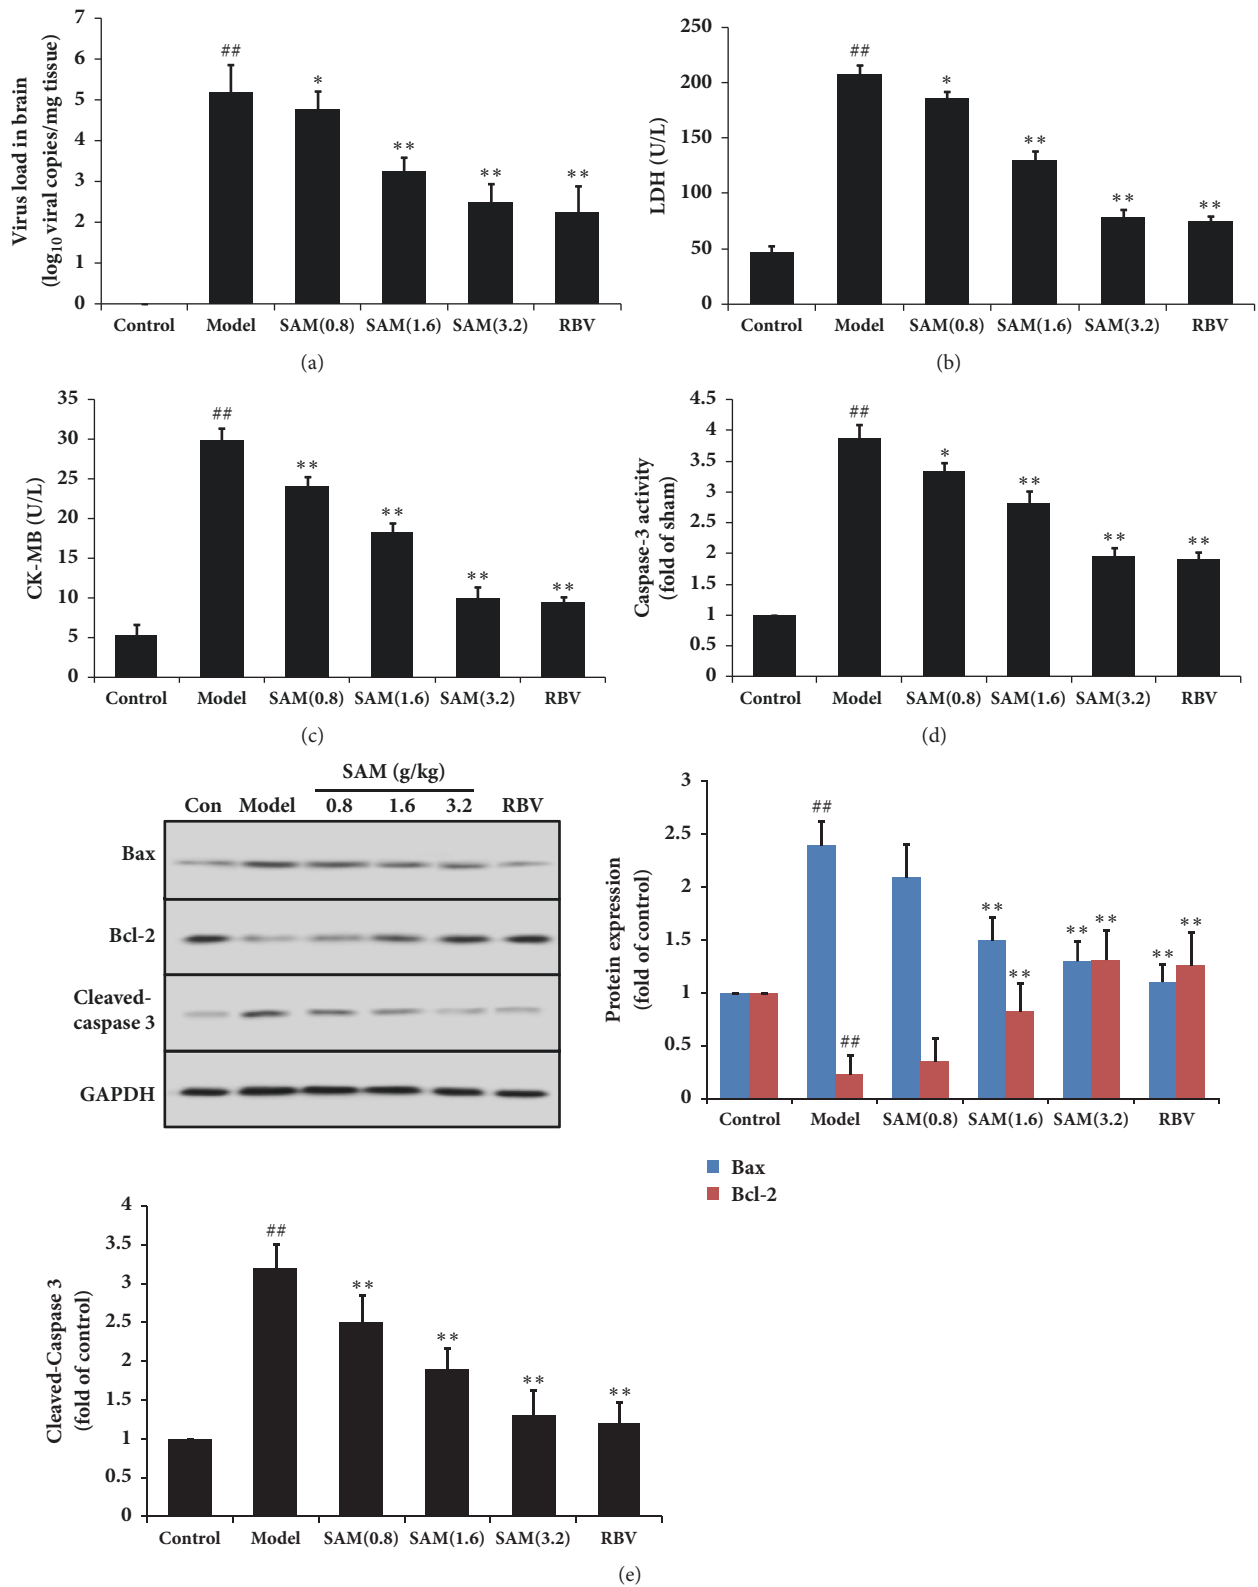 7
6
5
4
3
2
1
0
Virus load in brain
(log10 viral copies/mg tissue)
##
*
**
**
**
Control Model SAM(0.8) SAM(1.6) SAM(3.2) RBV
(a)
250
200
150
100
50
0
LDH (U/L)
##
*
**
**
**
Control Model SAM(0.8) SAM(1.6) SAM(3.2) RBV
(b)
35
30
25
20
15
10
5
0
CK-MB (U/L)
##
**
**
**
**
Control Model SAM(0.8) SAM(1.6) SAM(3.2) RBV
(c)
4.5
4
3.5
3
2.5
2
1.5
1
0.5
0
Caspase-3 activity
(fold of sham)
##
*
**
**
**
Control Model SAM(0.8) SAM(1.6) SAM(3.2) RBV
(d)
SAM (g/kg)
Con Model 0.8 1.6 3.2 RBV
Bax
Bcl-2
Cleaved-
caspase 3
GAPDH
3
2.5
2
1.5
1
0.5
0
Protein expression
(fold of control)
##
##
**
**
**
**
**
**
Control Model SAM(0.8) SAM(1.6) SAM(3.2) RBV
Bax
Bcl-2
4
3.5
3
2.5
2
1.5
1
0.5
0
Cleaved-Caspase 3
(fold of control)
##
**
**
**
**
Control Model SAM(0.8) SAM(1.6) SAM(3.2) RBV
(e)